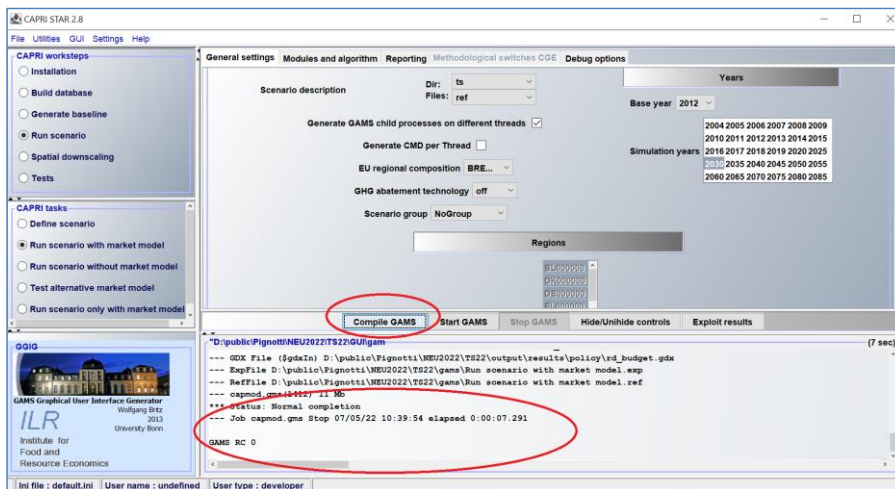 CAPRI STAR 2.8
File Utilities GUI Settings Help
CAPRI worksteps
Installation
Build database
Generate baseline
Run scenario
Spatial downscaling
Tests
CAPRI tasks
Define scenario
Run scenario with market model
Run scenario without market model
Test alternative market model
Run scenario only with market model
GGIG
GAMS Graphical User Interface Generator
Wolfgang Britz
2013
University Bonn
ILR
Institute for
Food and
Resource Economics
General settings Modules and algorithm Reporting Methodological switches CGE Debug options
Scenario description
Dir: ts
Files: ref
Generate GAMS child processes on different threads
Generate CMD per Thread
EU regional composition BRE...
GHG abatement technology off
Scenario group NoGroup
Years
Base year 2012
Simulation years
2004 2005 2006 2007 2008 2009
2010 2011 2012 2013 2014 2015
2016 2017 2018 2019 2020 2025
2030 2035 2040 2045 2050 2055
2060 2065 2070 2075 2080 2085
Regions
DK000000
DE000000
Compile GAMS Start GAMS Stop GAMS Hide/Unihide controls Exploit results
"D:\public\Pignotti\NEU2022\TS22\GUI\gam (7 sec)
--- GDX File ($gdxIn) D:\public\Pignotti\NEU2022\TS22\output\results\policy\rd_budget.gdx
--- ExpFile D:\public\Pignotti\NEU2022\TS22\gams\Run scenario with market model.exp
--- RefFile D:\public\Pignotti\NEU2022\TS22\gams\Run scenario with market model.ref
--- capmod.gms(1492) 11 Mb
*** Status: Normal completion
--- Job capmod.gms Stop 07/05/22 10:39:54 elapsed 0:00:07.291
GAMS RC 0
Ini file : default.ini User name : undefined User type : developer